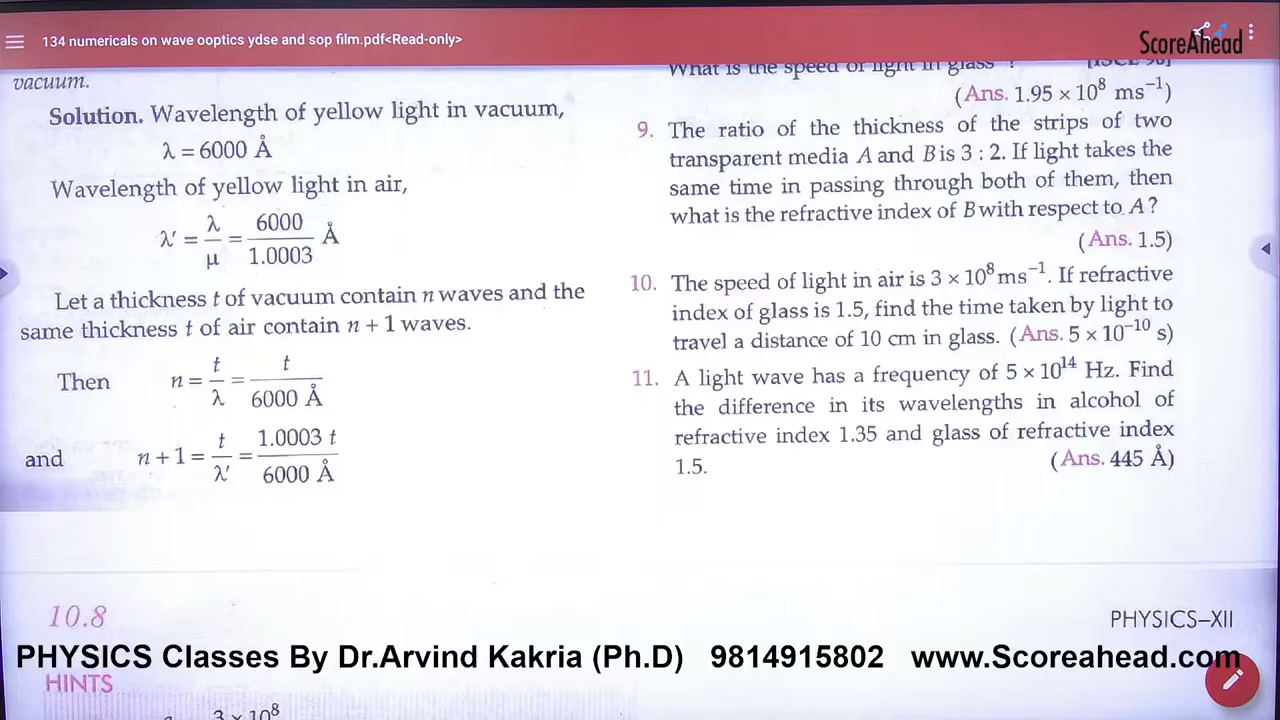 134 numericals on wave ooptics ydse and sop film.pdf<Read-only>
ScoreAhead
vacuum.
Solution. Wavelength of yellow light in vacuum,
λ = 6000 Å
Wavelength of yellow light in air,
λ′ = λ/μ = 6000/1.0003 Å
Let a thickness t of vacuum contain n waves and the
same thickness t of air contain n + 1 waves.
Then n = t/λ = t/6000 Å
and n + 1 = t/λ′ = 1.0003 t/6000 Å
What is the speed of light in glass ?
(Ans. 1.95 × 10⁸ ms⁻¹)
9. The ratio of the thickness of the strips of two
transparent media A and B is 3 : 2. If light takes the
same time in passing through both of them, then
what is the refractive index of B with respect to A ?
(Ans. 1.5)
10. The speed of light in air is 3 × 10⁸ ms⁻¹. If refractive
index of glass is 1.5, find the time taken by light to
travel a distance of 10 cm in glass. (Ans. 5 × 10⁻¹⁰ s)
11. A light wave has a frequency of 5 × 10¹⁴ Hz. Find
the difference in its wavelengths in alcohol of
refractive index 1.35 and glass of refractive index
1.5. (Ans. 445 Å)
10.8
PHYSICS–XII
PHYSICS Classes By Dr.Arvind Kakria (Ph.D) 9814915802 www.Scoreahead.com
HINTS
3 × 10⁸